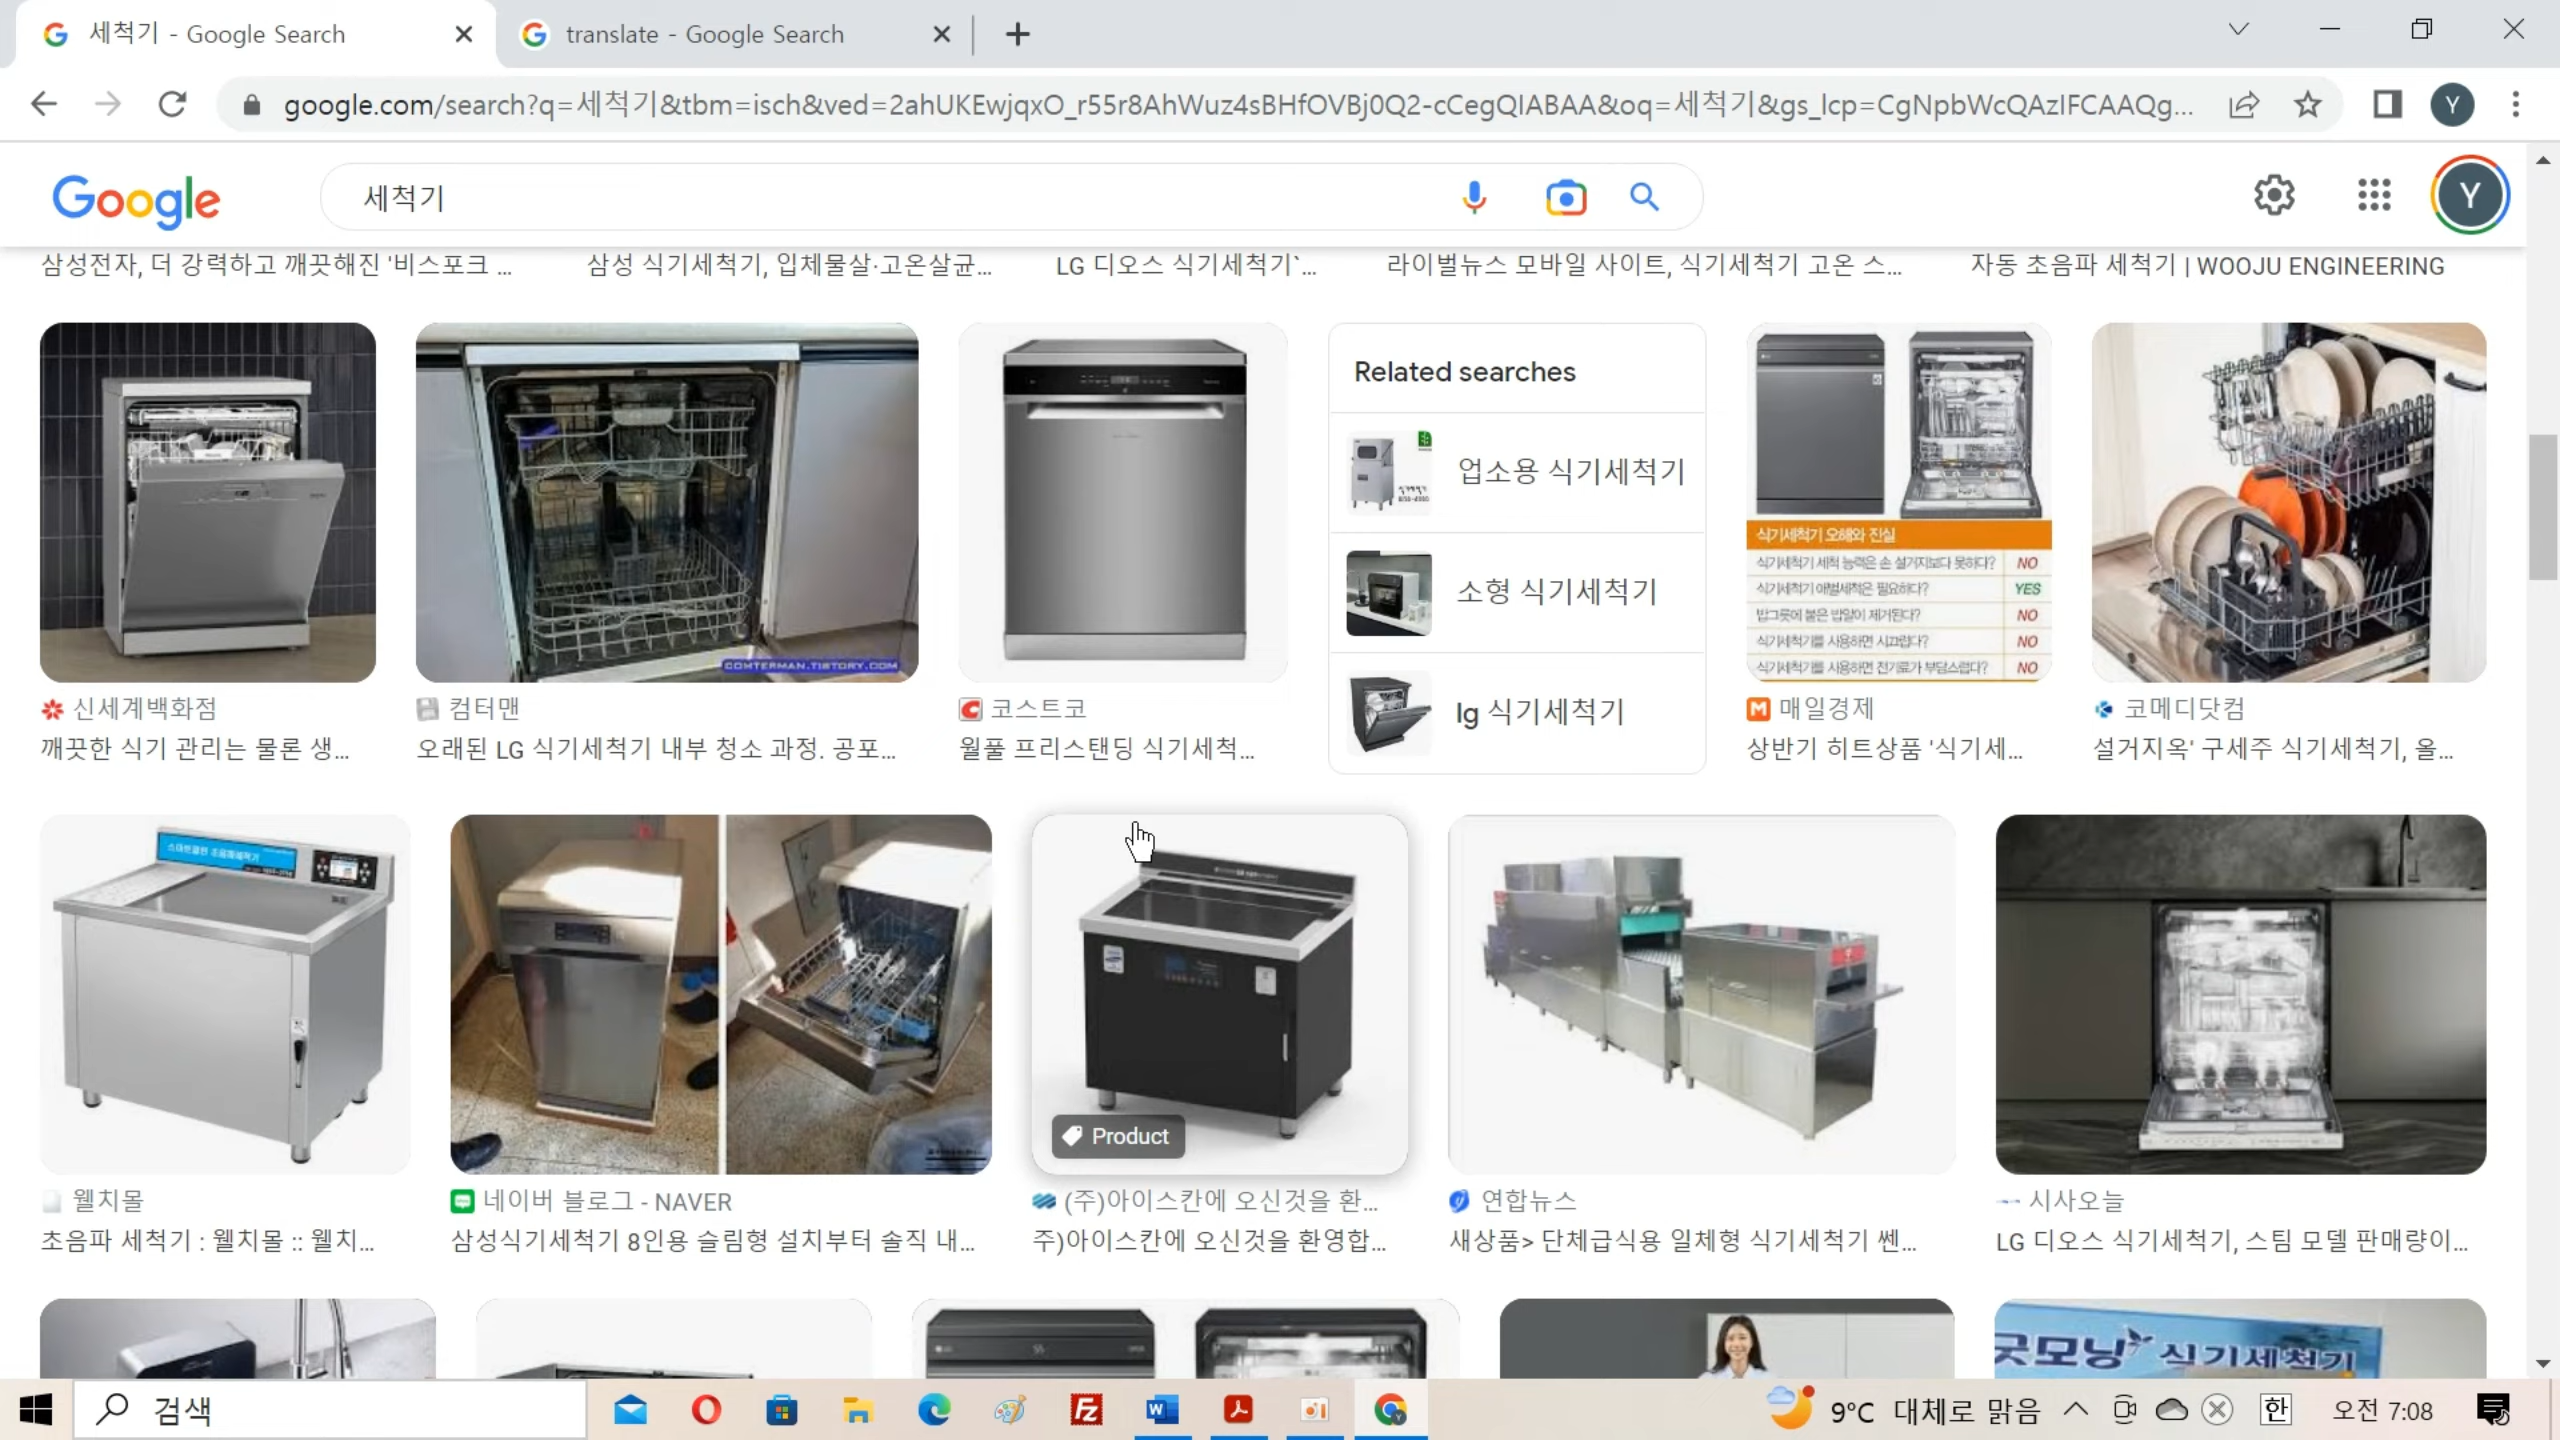 세척기 - Google Search
translate - Google Search
google.com/search?q=세척기&tbm=isch&ved=2ahUKEwjqxO_r55r8AhWuz4sBHfOVBj0Q2-cCegQIABAA&oq=세척기&gs_lcp=CgNpbWcQAzIFCAAQg...
Y
Google
세척기
Y
삼성전자, 더 강력하고 깨끗해진 '비스포크 ...
삼성 식기세척기, 입체물살·고온살균...
LG 디오스 식기세척기`...
라이벌뉴스 모바일 사이트, 식기세척기 고온 스...
자동 초음파 세척기 | WOOJU ENGINEERING
COMTERMAN.TISTORY.COM
Related searches
업소용 식기세척기
소형 식기세척기
lg 식기세척기
식기세척기 오해와 진실
식기세척기 세척 능력은 손 설거지보다 못하다? NO
식기세척기 애벌세척은 필요하다? YES
밥그릇에 붙은 밥알이 제거된다? NO
식기세척기를 사용하면 시끄럽다? NO
식기세척기를 사용하면 전기료가 부담스럽다? NO
신세계백화점
깨끗한 식기 관리는 물론 생...
컴터맨
오래된 LG 식기세척기 내부 청소 과정. 공포...
코스트코
월풀 프리스탠딩 식기세척...
매일경제
상반기 히트상품 '식기세...
코메디닷컴
설거지옥' 구세주 식기세척기, 올...
Product
웰치몰
초음파 세척기 : 웰치몰 :: 웰치...
네이버 블로그 - NAVER
삼성식기세척기 8인용 슬림형 설치부터 솔직 내...
(주)아이스칸에 오신것을 환...
주)아이스칸에 오신것을 환영합...
연합뉴스
새상품> 단체급식용 일체형 식기세척기 쎈...
시사오늘
LG 디오스 식기세척기, 스팀 모델 판매량이...
굿모닝 식기세척기
검색
9°C 대체로 맑음
한
오전 7:08